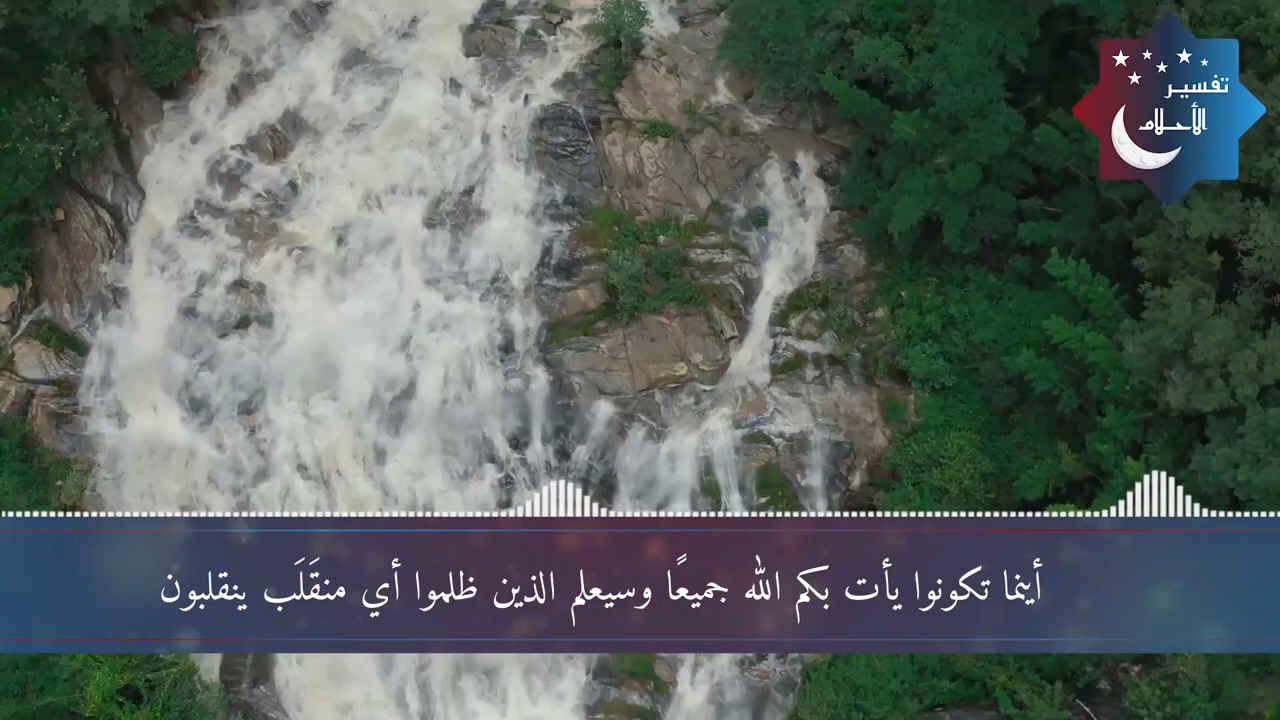 تفسير
الأحلام
أينما تكونوا يأت بكم الله جميعًا وسيعلم الذين ظلموا أي منقَلَب ينقلبون